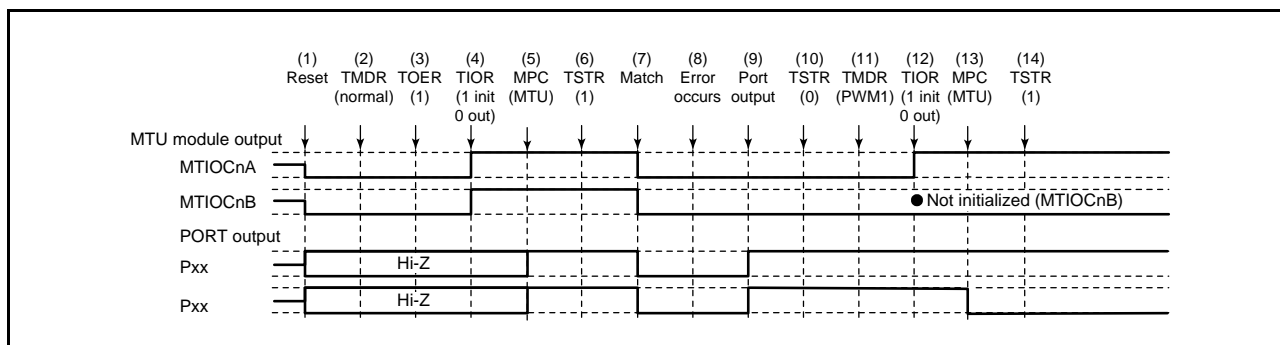 (1) (2) (3) (4) (5) (6) (7) (8) (9) (10) (11) (12) (13) (14)
Reset TMDR TOER TIOR MPC TSTR Match Error Port TSTR TMDR TIOR MPC TSTR
(normal) (1) (1 init (MTU) (1) occurs output (0) (PWM1) (1 init (MTU) (1)
0 out) 0 out)
MTU module output
MTIOCnA
MTIOCnB ● Not initialized (MTIOCnB)
PORT output
Pxx Hi-Z
Pxx Hi-Z